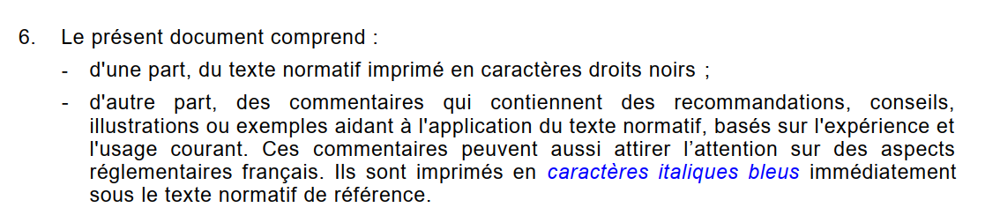 6. Le présent document comprend :
- d'une part, du texte normatif imprimé en caractères droits noirs ;
- d'autre part, des commentaires qui contiennent des recommandations, conseils,
illustrations ou exemples aidant à l'application du texte normatif, basés sur l'expérience et
l'usage courant. Ces commentaires peuvent aussi attirer l’attention sur des aspects
réglementaires français. Ils sont imprimés en caractères italiques bleus immédiatement
sous le texte normatif de référence.